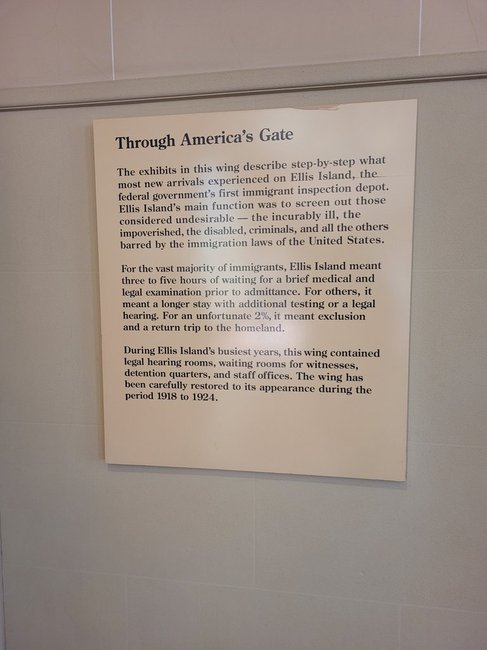 Through America's Gate
The exhibits in this wing describe step-by-step what
most new arrivals experienced on Ellis Island, the
federal government's first immigrant inspection depot.
Ellis Island's main function was to screen out those
considered undesirable — the incurably ill, the
impoverished, the disabled, criminals, and all the others
barred by the immigration laws of the United States.
For the vast majority of immigrants, Ellis Island meant
three to five hours of waiting for a brief medical and
legal examination prior to admittance. For others, it
meant a longer stay with additional testing or a legal
hearing. For an unfortunate 2%, it meant exclusion
and a return trip to the homeland.
During Ellis Island's busiest years, this wing contained
legal hearing rooms, waiting rooms for witnesses,
detention quarters, and staff offices. The wing has
been carefully restored to its appearance during the
period 1918 to 1924.